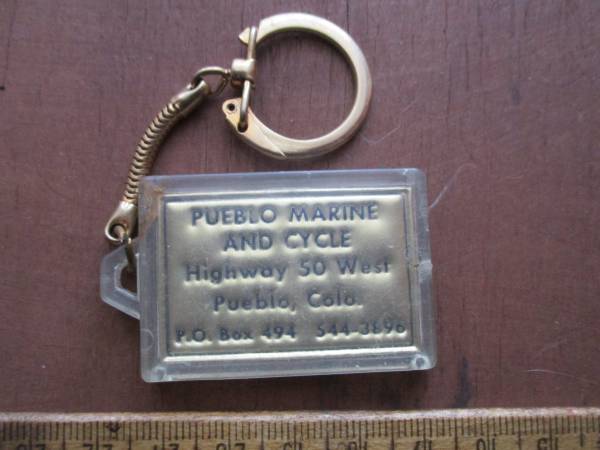 PUEBLO MARINE
AND CYCLE
Highway 50 West
Pueblo, Colo.
P.O. Box 494 544-3896